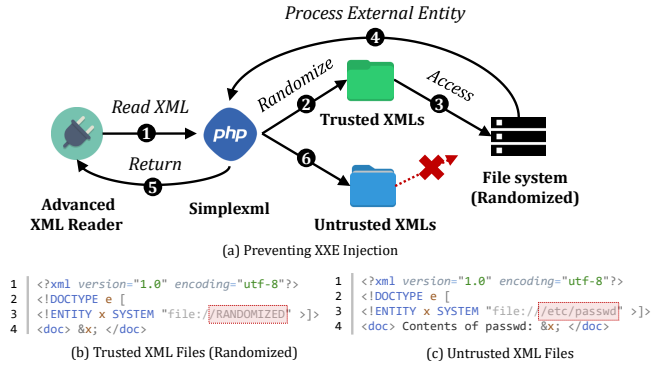 Process External Entity
4
Randomize
Access
Read XML
2
3
1
php
Trusted XMLs
Return
6
5
Advanced
XML Reader
Simplexml
Untrusted XMLs
File system
(Randomized)
(a) Preventing XXE Injection
1 <?xml version="1.0" encoding="utf-8"?>
2 <!DOCTYPE e [
3 <!ENTITY x SYSTEM "file://RANDOMIZED" >]>
4 <doc> &x; </doc>
(b) Trusted XML Files (Randomized)
1 <?xml version="1.0" encoding="utf-8"?>
2 <!DOCTYPE e [
3 <!ENTITY x SYSTEM "file:///etc/passwd" >]>
4 <doc> Contents of passwd: &x; </doc>
(c) Untrusted XML Files